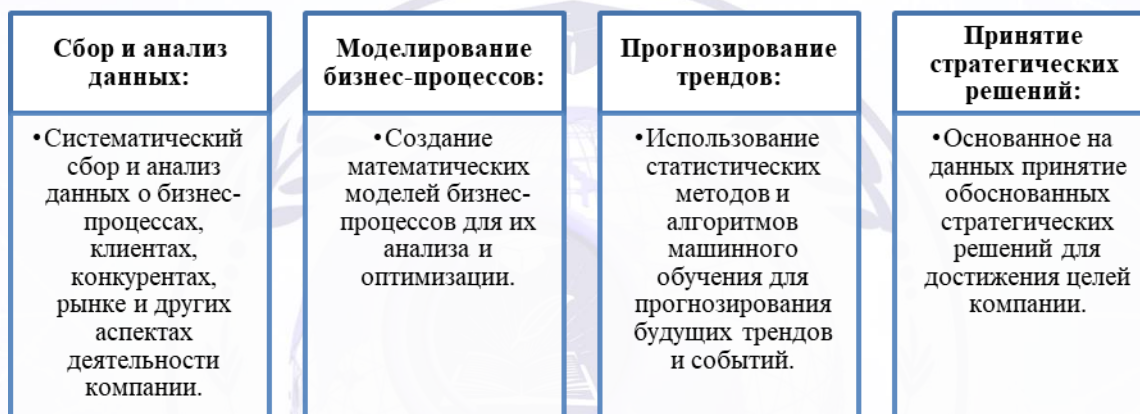 Сбор и анализ
данных:
•Систематический
сбор и анализ
данных о бизнес-
процессах,
клиентах,
конкурентах,
рынке и других
аспектах
деятельности
компании.
Моделирование
бизнес-процессов:
•Создание
математических
моделей бизнес-
процессов для их
анализа и
оптимизации.
Прогнозирование
трендов:
•Использование
статистических
методов и
алгоритмов
машинного
обучения для
прогнозирования
будущих трендов
и событий.
Принятие
стратегических
решений:
•Основанное на
данных принятие
обоснованных
стратегических
решений для
достижения целей
компании.